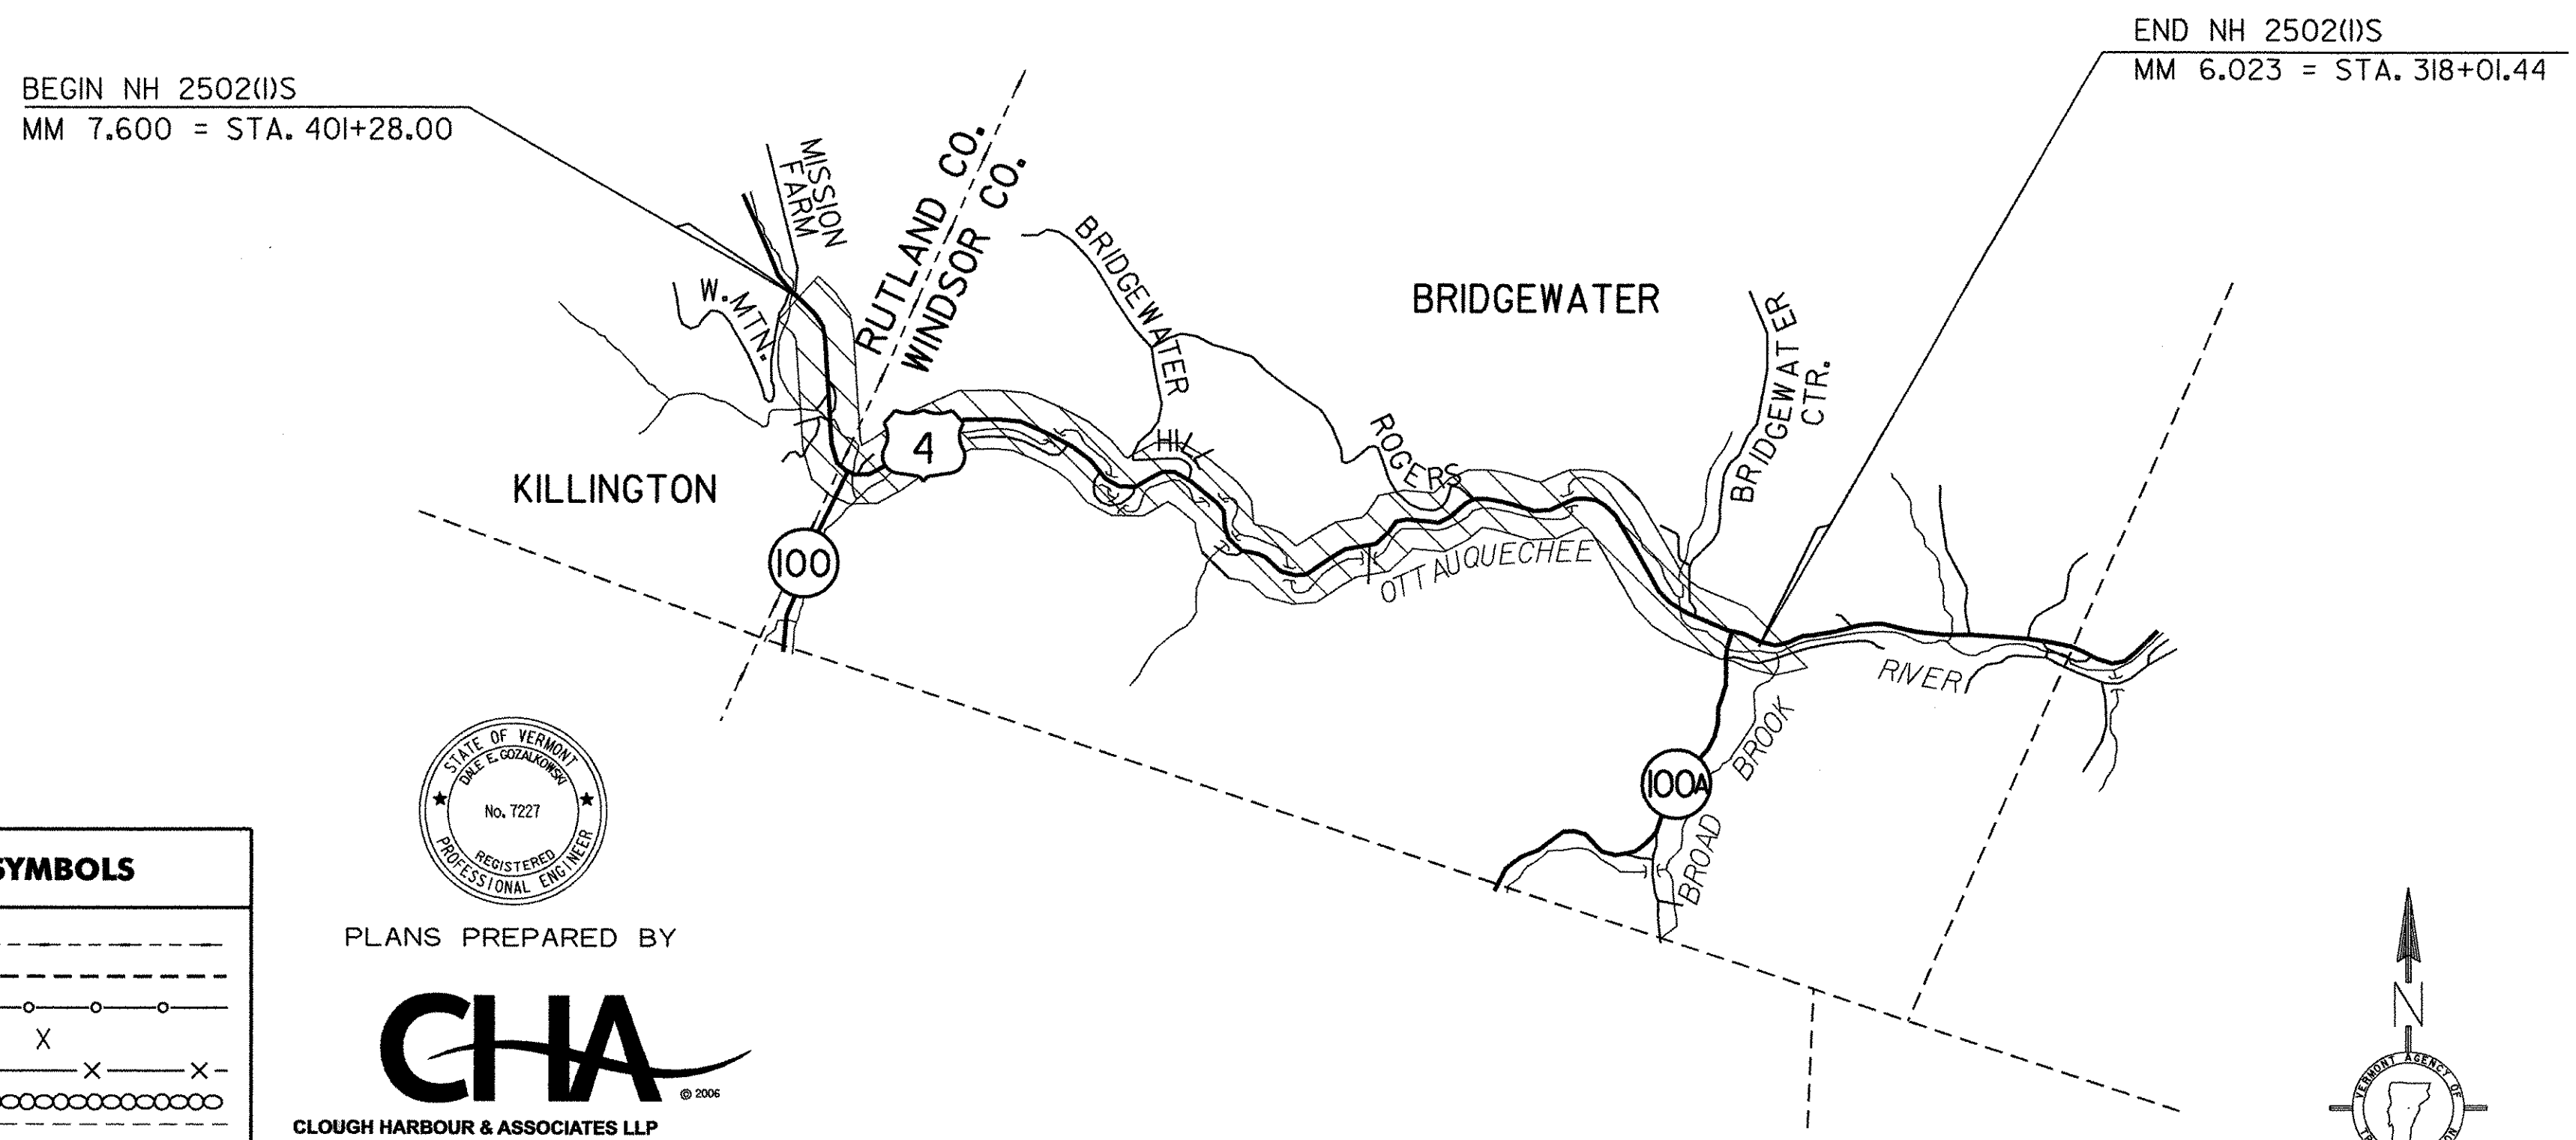 END NH 2502(1)S
MM 6.023 = STA. 318+01.44
BEGIN NH 2502(1)S
MM 7.600 = STA. 401+28.00
MISSION
FARM
RUTLAND CO.
WINDSOR CO.
W. MTN.
BRIDGEWATER
HILL
BRIDGEWATER
ROGERS
BRIDGEWATER
CTR.
4
KILLINGTON
100
OTTAUQUECHEE
RIVER
BROAD
BROOK
100A
STATE OF VERMONT
DALE E. GOZALKOWSKI
No. 7227
REGISTERED
PROFESSIONAL ENGINEER
SYMBOLS
PLANS PREPARED BY
CHA
© 2006
CLOUGH HARBOUR & ASSOCIATES LLP
N
VERMONT AGENCY OF